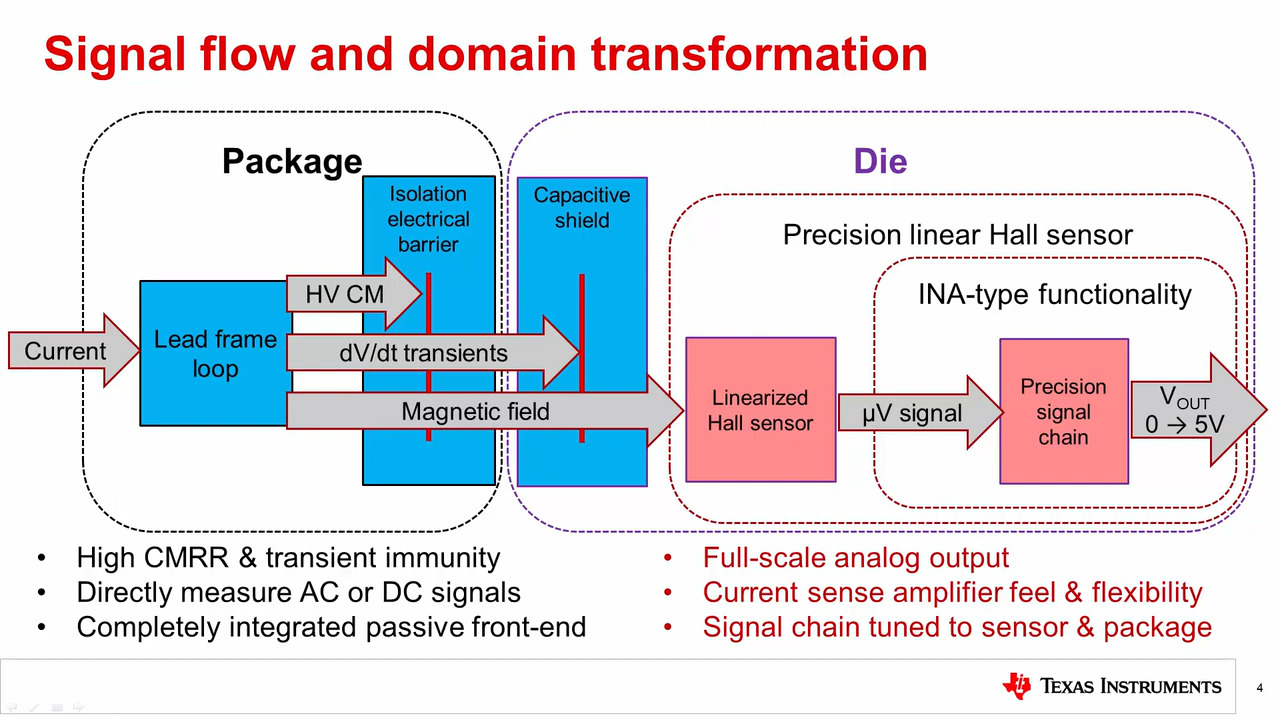 Signal flow and domain transformation
Package
Die
Isolation
electrical
barrier
Capacitive
shield
Precision linear Hall sensor
INA-type functionality
HV CM
Current
Lead frame
loop
dV/dt transients
Magnetic field
Linearized
Hall sensor
µV signal
Precision
signal
chain
VOUT
0 → 5V
• High CMRR & transient immunity
• Directly measure AC or DC signals
• Completely integrated passive front-end
• Full-scale analog output
• Current sense amplifier feel & flexibility
• Signal chain tuned to sensor & package
TEXAS INSTRUMENTS
4